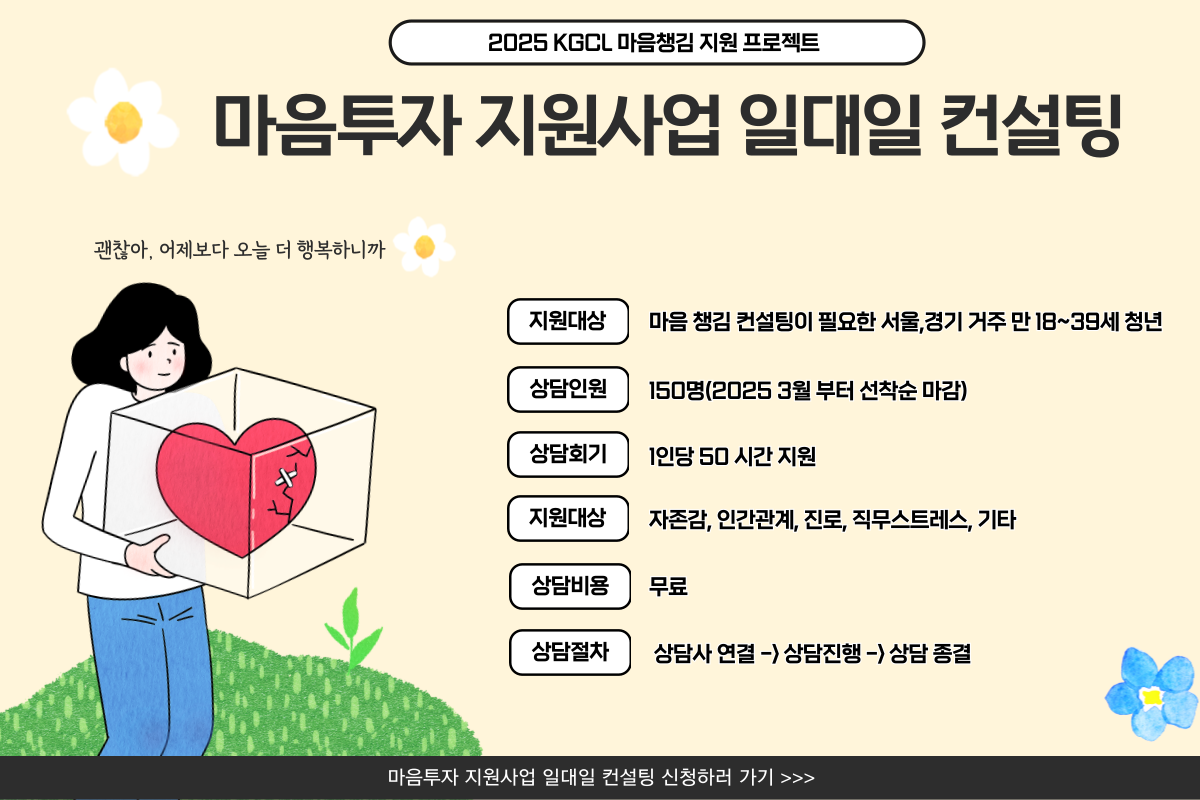 2025 KGCL 마음챙김 지원 프로젝트
마음투자 지원사업 일대일 컨설팅
괜찮아, 어제보다 오늘 더 행복하니까
지원대상 마음 챙김 컨설팅이 필요한 서울,경기 거주 만 18~39세 청년
상담인원 150명(2025 3월 부터 선착순 마감)
상담회기 1인당 50 시간 지원
지원대상 자존감, 인간관계, 진로, 직무스트레스, 기타
상담비용 무료
상담절차 상담사 연결 -> 상담진행 -> 상담 종결
마음투자 지원사업 일대일 컨설팅 신청하러 가기 >>>